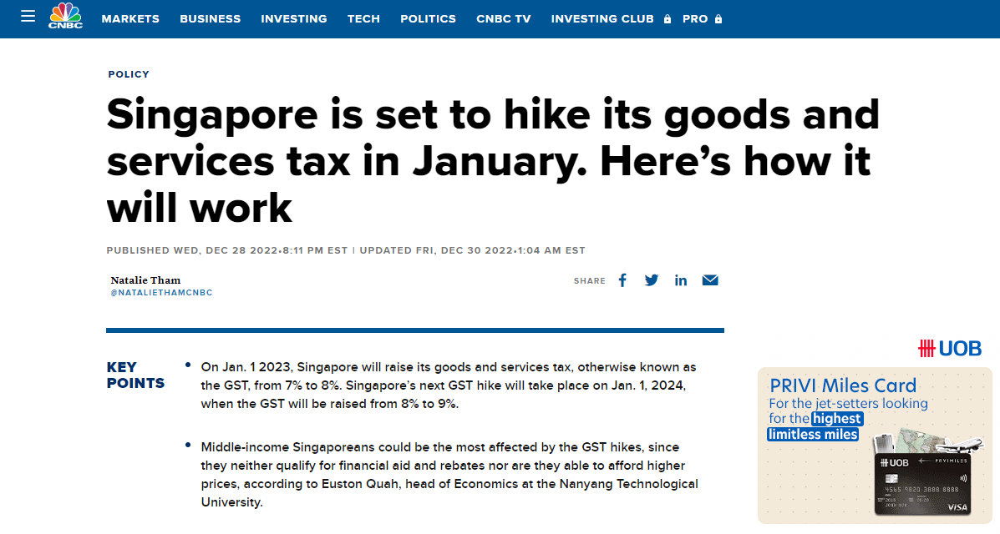 CNBC
MARKETS BUSINESS INVESTING TECH POLITICS CNBC TV INVESTING CLUB PRO
POLICY
Singapore is set to hike its goods and
services tax in January. Here’s how it
will work
PUBLISHED WED, DEC 28 2022•8:11 PM EST | UPDATED FRI, DEC 30 2022•1:04 AM EST
Natalie Tham
@NATALIETHAMCNBC
SHARE
KEY
POINTS
• On Jan. 1 2023, Singapore will raise its goods and services tax, otherwise known as
the GST, from 7% to 8%. Singapore’s next GST hike will take place on Jan. 1, 2024,
when the GST will be raised from 8% to 9%.
• Middle-income Singaporeans could be the most affected by the GST hikes, since
they neither qualify for financial aid and rebates nor are they able to afford higher
prices, according to Euston Quah, head of Economics at the Nanyang Technological
University.
UOB
PRIVI Miles Card
For the jet-setters looking
for the highest
limitless miles
UOB PRVIMILES
4565 9820 3888 8888
VISA